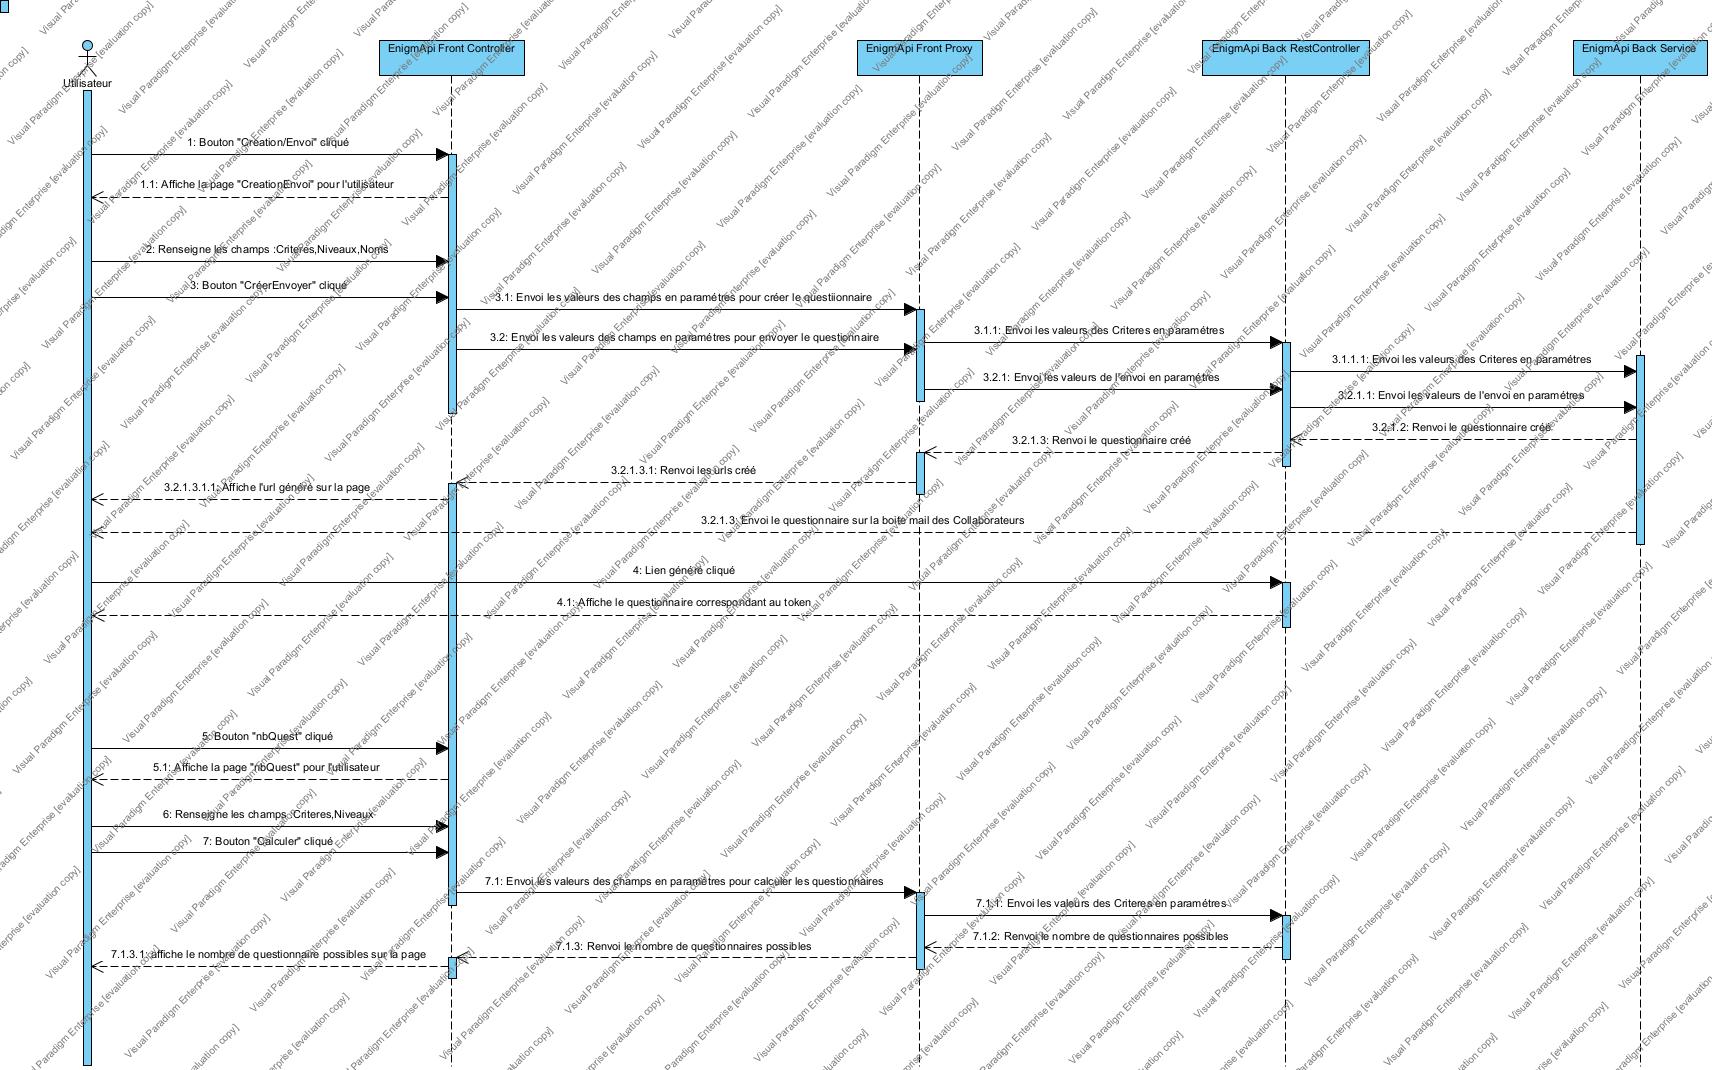 EnigmApi Front Controller
EnigmApi Front Proxy
EnigmApi Back RestController
EnigmApi Back Service
Utilisateur
1: Bouton "Creation/Envoi" cliqué
1.1: Affiche la page "CreationEnvoi" pour l'utilisateur
2: Renseigne les champs :Criteres,Niveaux,Noms
3: Bouton "CréerEnvoyer" cliqué
3.1: Envoi les valeurs des champs en paramétres pour créer le questiionnaire
3.2: Envoi les valeurs des champs en paramétres pour envoyer le questionnaire
3.1.1: Envoi les valeurs des Criteres en paramétres
3.1.1.1: Envoi les valeurs des Criteres en paramétres
3.2.1: Envoi les valeurs de l'envoi en paramétres
3.2.1.1: Envoi les valeurs de l'envoi en paramétres
3.2.1.2: Renvoi le questionnaire créé
3.2.1.3: Renvoi le questionnaire créé
3.2.1.3.1: Renvoi les urls créé
3.2.1.3.1.1: Affiche l'url généré sur la page
3.2.1.3: Envoi le questionnaire sur la boite mail des Collaborateurs
4: Lien généré cliqué
4.1: Affiche le questionnaire correspondant au token
5: Bouton "nbQuest" cliqué
5.1: Affiche la page "nbQuest" pour l'utilisateur
6: Renseigne les champs :Criteres,Niveaux
7: Bouton "Calculer" cliqué
7.1: Envoi les valeurs des champs en paramétres pour calculer les questionnaires
7.1.1: Envoi les valeurs des Criteres en paramétres
7.1.2: Renvoi le nombre de questionnaires possibles
7.1.3: Renvoi le nombre de questionnaires possibles
7.1.3.1: affiche le nombre de questionnaire possibles sur la page
Visual Paradigm Enterprise [evaluation copy]